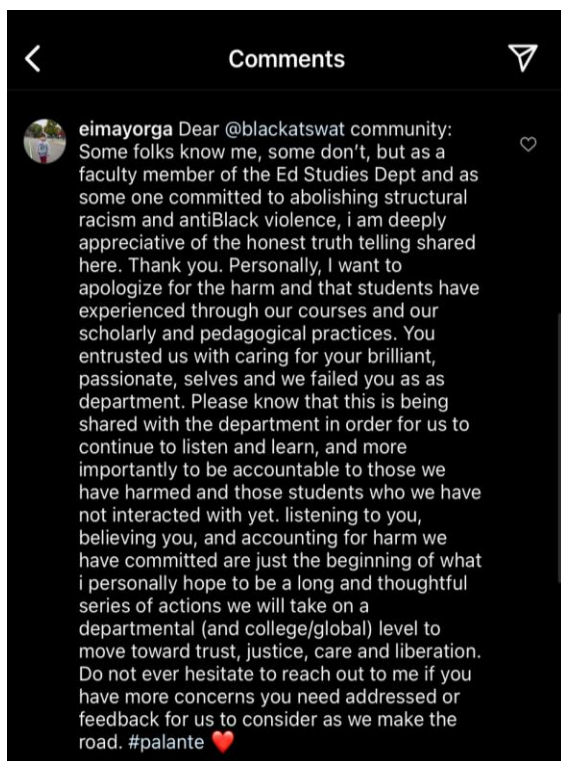 Comments
eimayorga Dear @blackatswat community:
Some folks know me, some don't, but as a
faculty member of the Ed Studies Dept and as
some one committed to abolishing structural
racism and antiBlack violence, i am deeply
appreciative of the honest truth telling shared
here. Thank you. Personally, I want to
apologize for the harm and that students have
experienced through our courses and our
scholarly and pedagogical practices. You
entrusted us with caring for your brilliant,
passionate, selves and we failed you as as
department. Please know that this is being
shared with the department in order for us to
continue to listen and learn, and more
importantly to be accountable to those we
have harmed and those students who we have
not interacted with yet. listening to you,
believing you, and accounting for harm we
have committed are just the beginning of what
i personally hope to be a long and thoughtful
series of actions we will take on a
departmental (and college/global) level to
move toward trust, justice, care and liberation.
Do not ever hesitate to reach out to me if you
have more concerns you need addressed or
feedback for us to consider as we make the
road. #palante ❤️